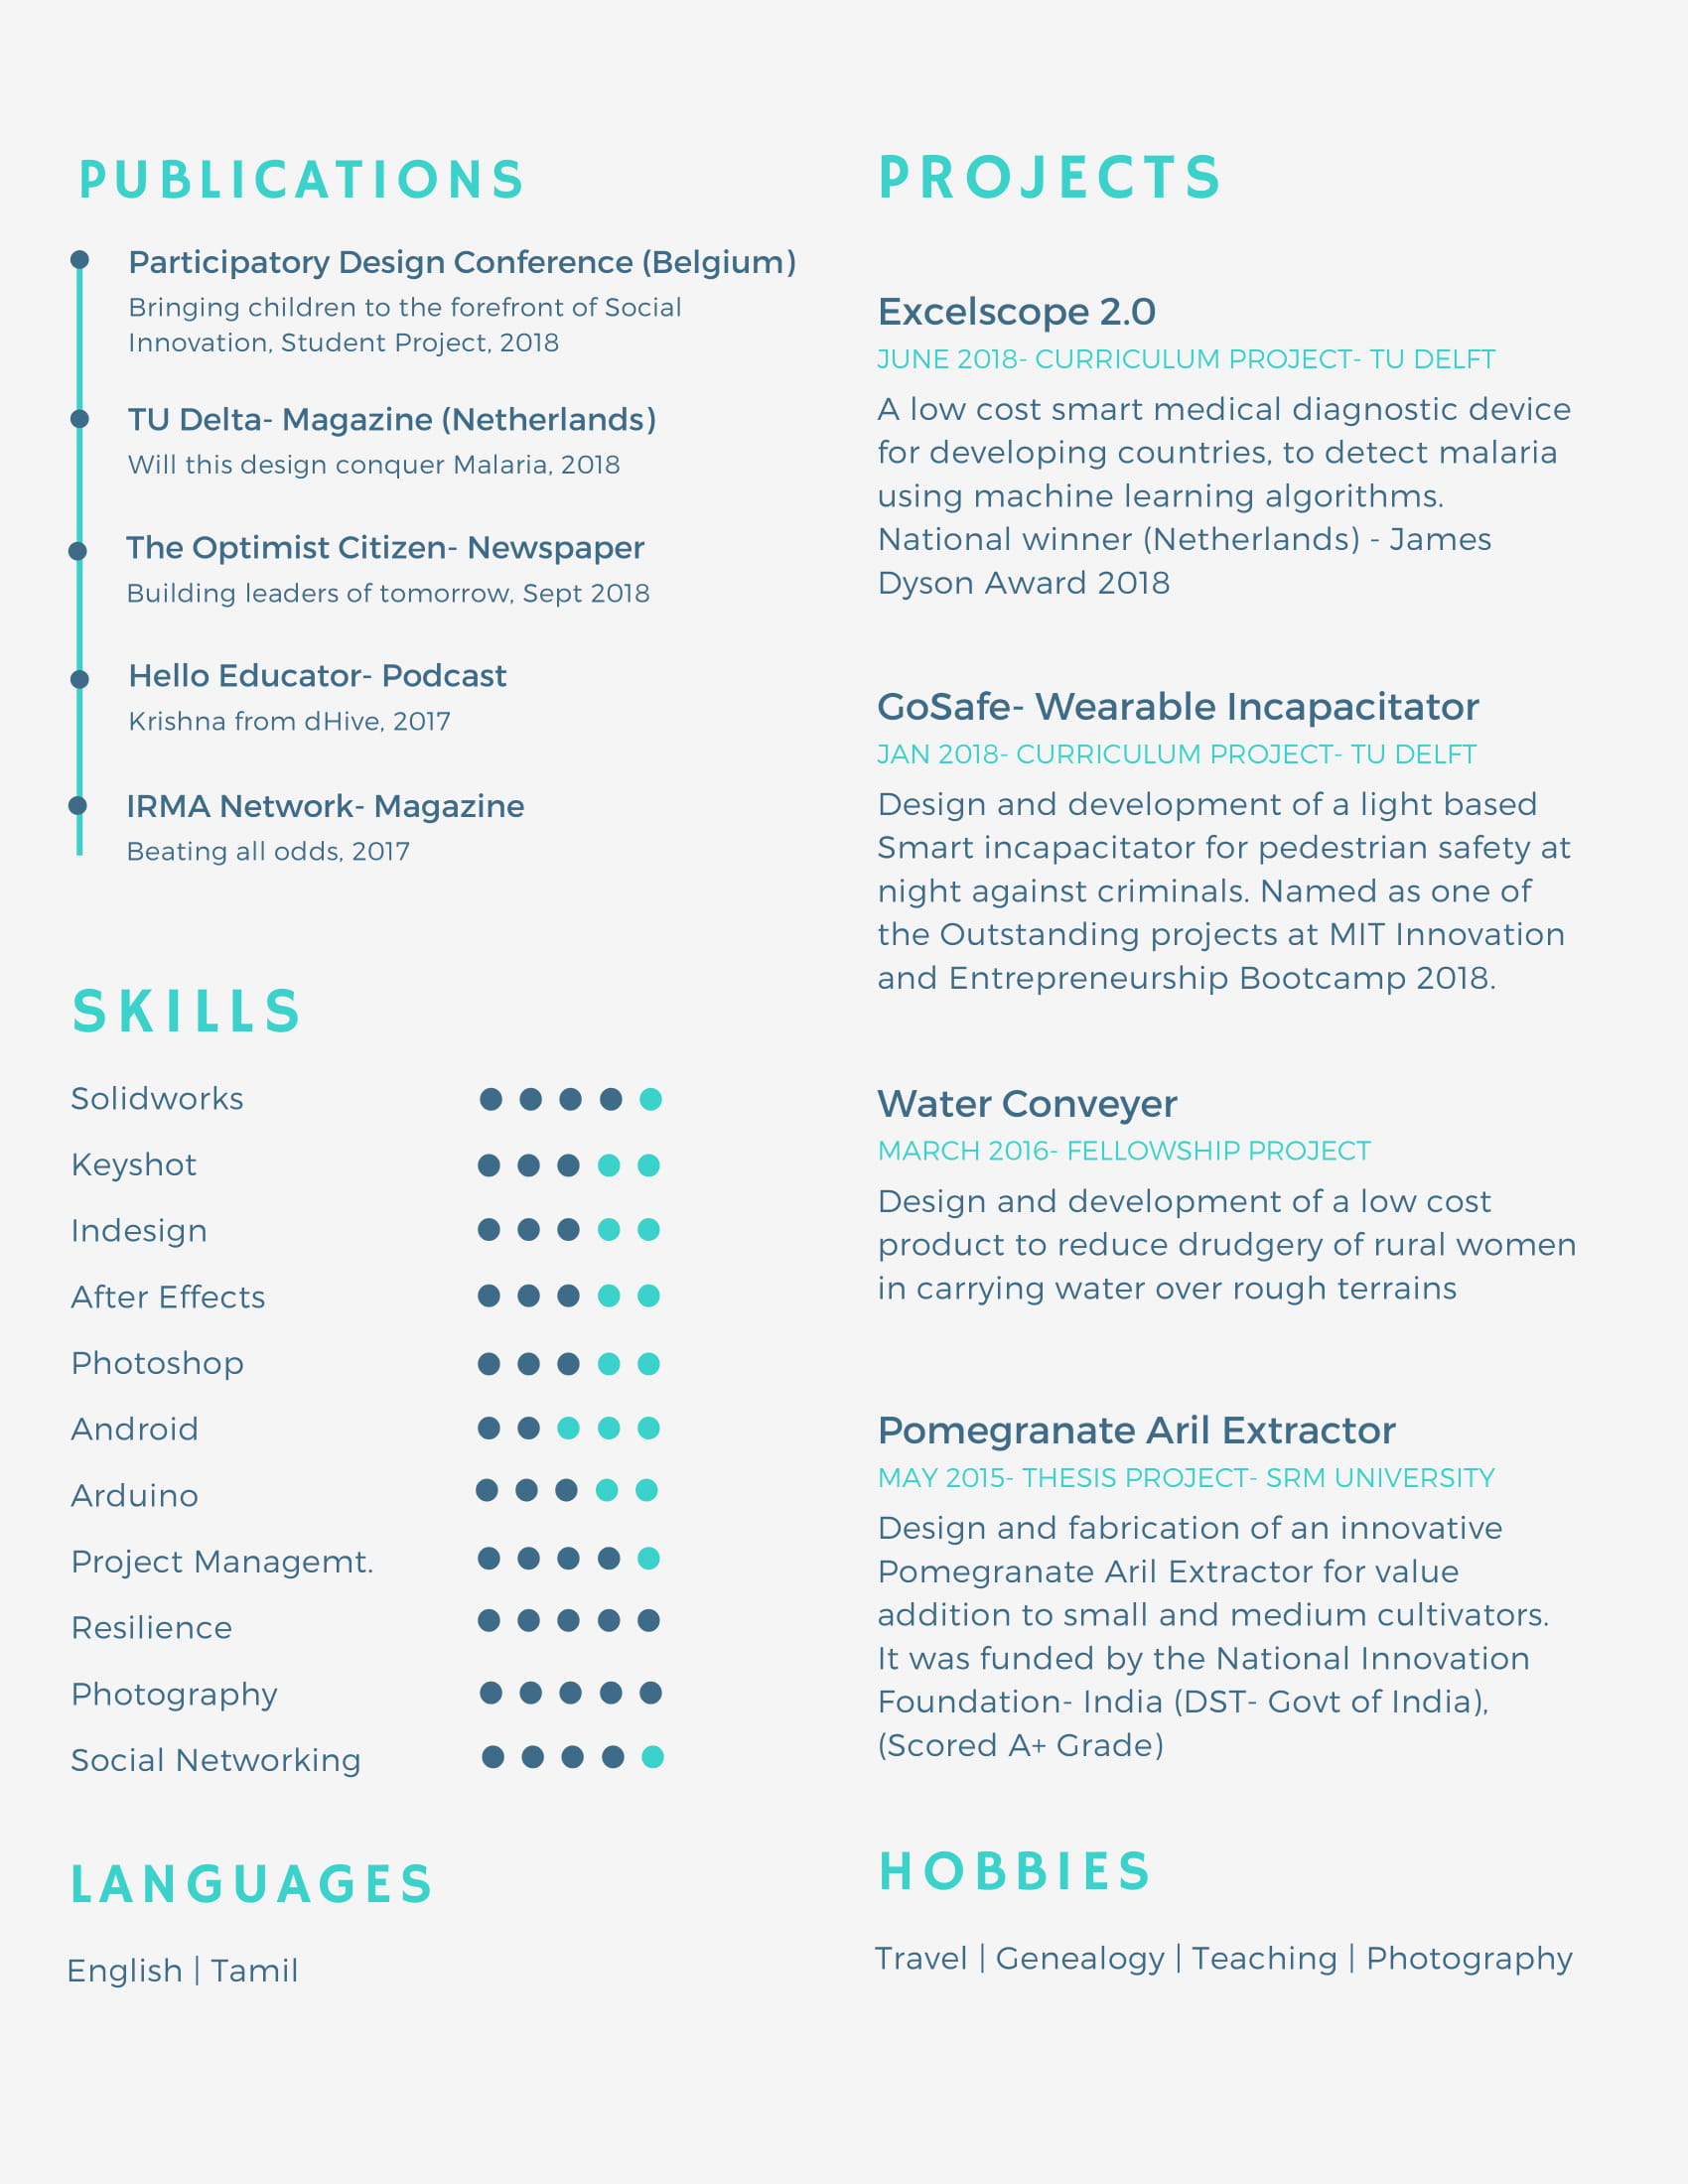 PUBLICATIONS
Participatory Design Conference (Belgium)
Bringing children to the forefront of Social
Innovation, Student Project, 2018
TU Delta- Magazine (Netherlands)
Will this design conquer Malaria, 2018
The Optimist Citizen- Newspaper
Building leaders of tomorrow, Sept 2018
Hello Educator- Podcast
Krishna from dHive, 2017
IRMA Network- Magazine
Beating all odds, 2017
SKILLS
Solidworks
Keyshot
Indesign
After Effects
Photoshop
Android
Arduino
Project Managemt.
Resilience
Photography
Social Networking
LANGUAGES
English | Tamil
PROJECTS
Excelscope 2.0
JUNE 2018- CURRICULUM PROJECT- TU DELFT
A low cost smart medical diagnostic device
for developing countries, to detect malaria
using machine learning algorithms.
National winner (Netherlands) - James
Dyson Award 2018
GoSafe- Wearable Incapacitator
JAN 2018- CURRICULUM PROJECT- TU DELFT
Design and development of a light based
Smart incapacitator for pedestrian safety at
night against criminals. Named as one of
the Outstanding projects at MIT Innovation
and Entrepreneurship Bootcamp 2018.
Water Conveyer
MARCH 2016- FELLOWSHIP PROJECT
Design and development of a low cost
product to reduce drudgery of rural women
in carrying water over rough terrains
Pomegranate Aril Extractor
MAY 2015- THESIS PROJECT- SRM UNIVERSITY
Design and fabrication of an innovative
Pomegranate Aril Extractor for value
addition to small and medium cultivators.
It was funded by the National Innovation
Foundation- India (DST- Govt of India),
(Scored A+ Grade)
HOBBIES
Travel | Genealogy | Teaching | Photography